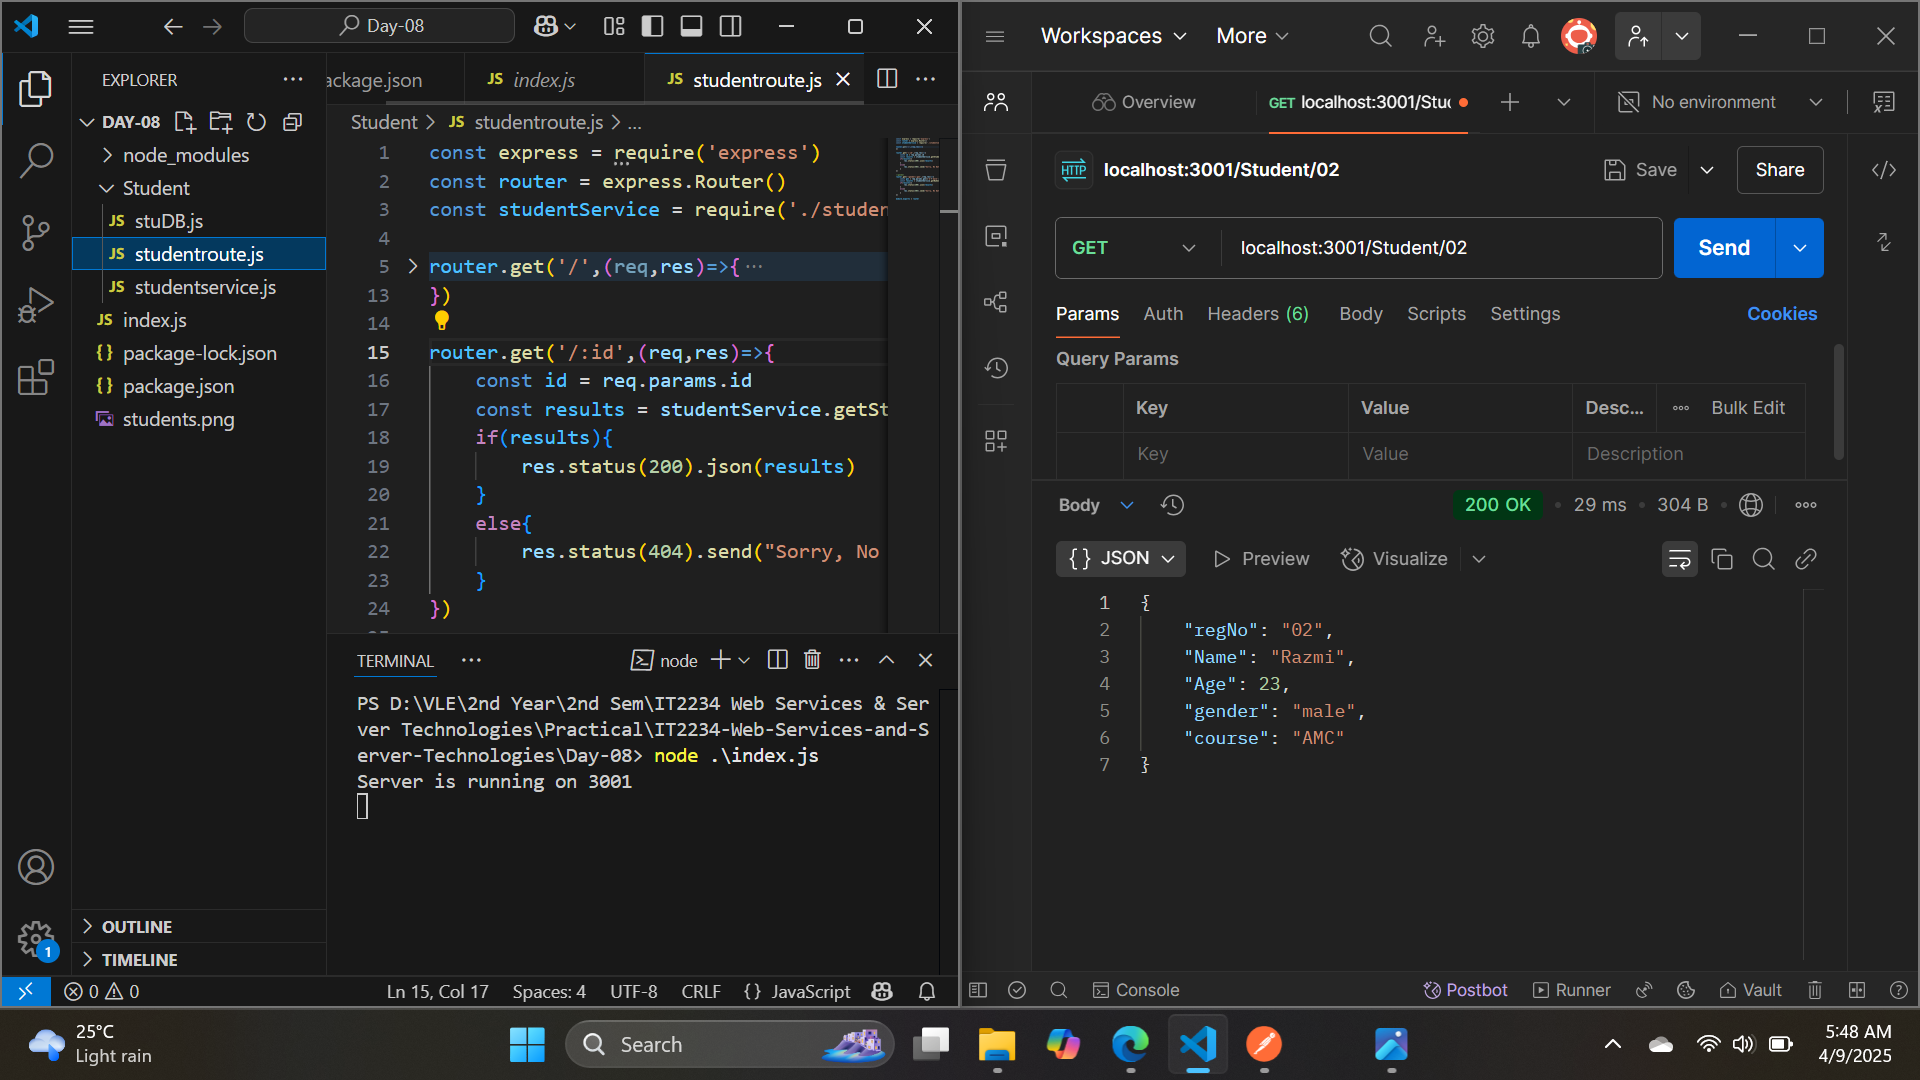 Day-08
EXPLORER
DAY-08
node_modules
Student
JS stuDB.js
JS studentroute.js
JS studentservice.js
JS index.js
{} package-lock.json
{} package.json
students.png
OUTLINE
TIMELINE
1
ackage.json
JS index.js
JS studentroute.js
Student > JS studentroute.js > ...
1 const express = require('express')
2 const router = express.Router()
3 const studentService = require('./studen
4
5 router.get('/',(req,res)=>{ ...
13 })
14
15 router.get('/:id',(req,res)=>{
16 const id = req.params.id
17 const results = studentService.getSt
18 if(results){
19 res.status(200).json(results)
20 }
21 else{
22 res.status(404).send("Sorry, No
23 }
24 })
TERMINAL
node
PS D:\VLE\2nd Year\2nd Sem\IT2234 Web Services & Ser
ver Technologies\Practical\IT2234-Web-Services-and-S
erver-Technologies\Day-08> node .\index.js
Server is running on 3001
0 0
Ln 15, Col 17
Spaces: 4
UTF-8
CRLF
{} JavaScript
Workspaces
More
Overview
GET localhost:3001/Stu
No environment
HTTP localhost:3001/Student/02
Save
Share
GET
localhost:3001/Student/02
Send
Params Auth Headers (6) Body Scripts Settings
Cookies
Query Params
Key Value Desc... Bulk Edit
Key Value Description
Body
200 OK • 29 ms • 304 B
{} JSON
Preview
Visualize
1 {
2 "regNo": "02",
3 "Name": "Razmi",
4 "Age": 23,
5 "gender": "male",
6 "course": "AMC"
7 }
Console
Postbot
Runner
Vault
25°C
Light rain
Search
5:48 AM
4/9/2025